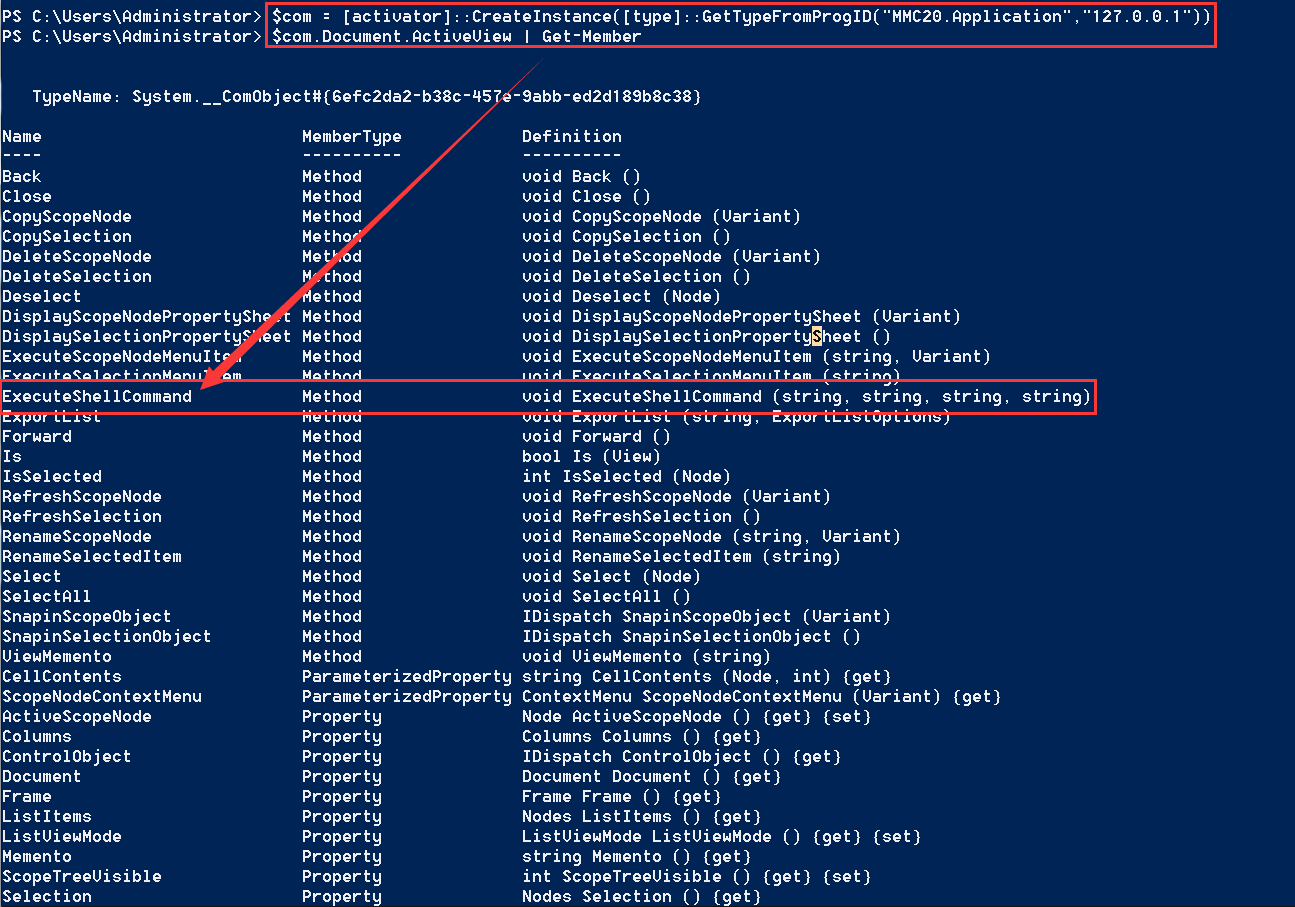 PS C:\Users\Administrator> $com = [activator]::CreateInstance([type]::GetTypeFromProgID("MMC20.Application","127.0.0.1"))
PS C:\Users\Administrator> $com.Document.ActiveView | Get-Member
TypeName: System.__ComObject#{6efc2da2-b38c-457e-9abb-ed2d189b8c38}
Name MemberType Definition
---- ---------- ----------
Back Method void Back ()
Close Method void Close ()
CopyScopeNode Method void CopyScopeNode (Variant)
CopySelection Method void CopySelection ()
DeleteScopeNode Method void DeleteScopeNode (Variant)
DeleteSelection Method void DeleteSelection ()
Deselect Method void Deselect (Node)
DisplayScopeNodePropertySheet Method void DisplayScopeNodePropertySheet (Variant)
DisplaySelectionPropertySheet Method void DisplaySelectionPropertySheet ()
ExecuteScopeNodeMenuItem Method void ExecuteScopeNodeMenuItem (string, Variant)
ExecuteSelectionMenuItem Method void ExecuteSelectionMenuItem (string)
ExecuteShellCommand Method void ExecuteShellCommand (string, string, string, string)
ExportList Method void ExportList (string, ExportListOptions)
Forward Method void Forward ()
Is Method bool Is (View)
IsSelected Method int IsSelected (Node)
RefreshScopeNode Method void RefreshScopeNode (Variant)
RefreshSelection Method void RefreshSelection ()
RenameScopeNode Method void RenameScopeNode (string, Variant)
RenameSelectedItem Method void RenameSelectedItem (string)
Select Method void Select (Node)
SelectAll Method void SelectAll ()
SnapinScopeObject Method IDispatch SnapinScopeObject (Variant)
SnapinSelectionObject Method IDispatch SnapinSelectionObject ()
ViewMemento Method void ViewMemento (string)
CellContents ParameterizedProperty string CellContents (Node, int) {get}
ScopeNodeContextMenu ParameterizedProperty ContextMenu ScopeNodeContextMenu (Variant) {get}
ActiveScopeNode Property Node ActiveScopeNode () {get} {set}
Columns Property Columns Columns () {get}
ControlObject Property IDispatch ControlObject () {get}
Document Property Document Document () {get}
Frame Property Frame Frame () {get}
ListItems Property Nodes ListItems () {get}
ListViewMode Property ListViewMode ListViewMode () {get} {set}
Memento Property string Memento () {get}
ScopeTreeVisible Property int ScopeTreeVisible () {get} {set}
Selection Property Nodes Selection () {get}